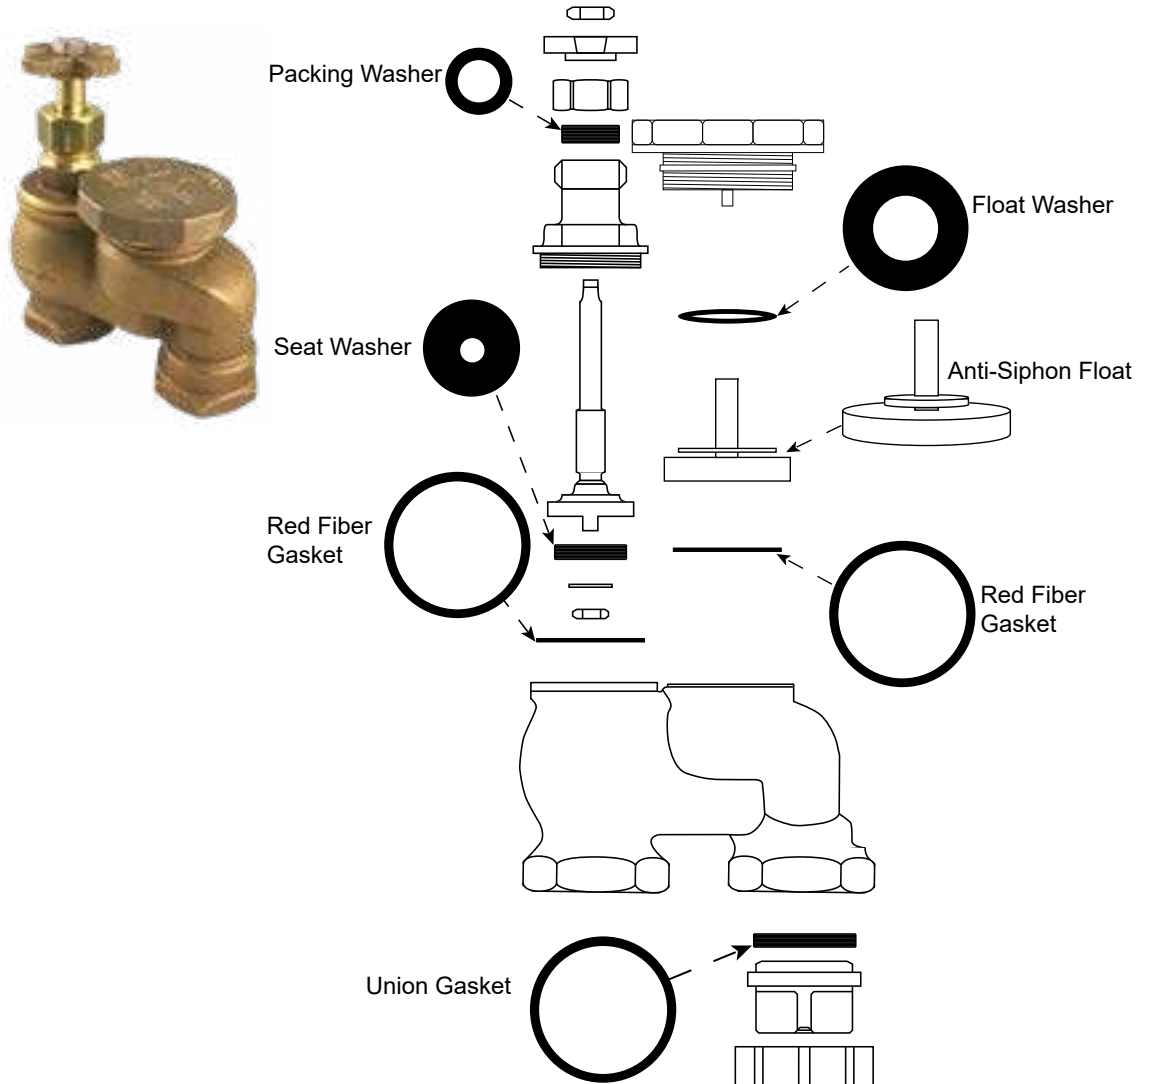 Packing Washer
Float Washer
Seat Washer
Anti-Siphon Float
Red Fiber
Gasket
Red Fiber
Gasket
Union Gasket